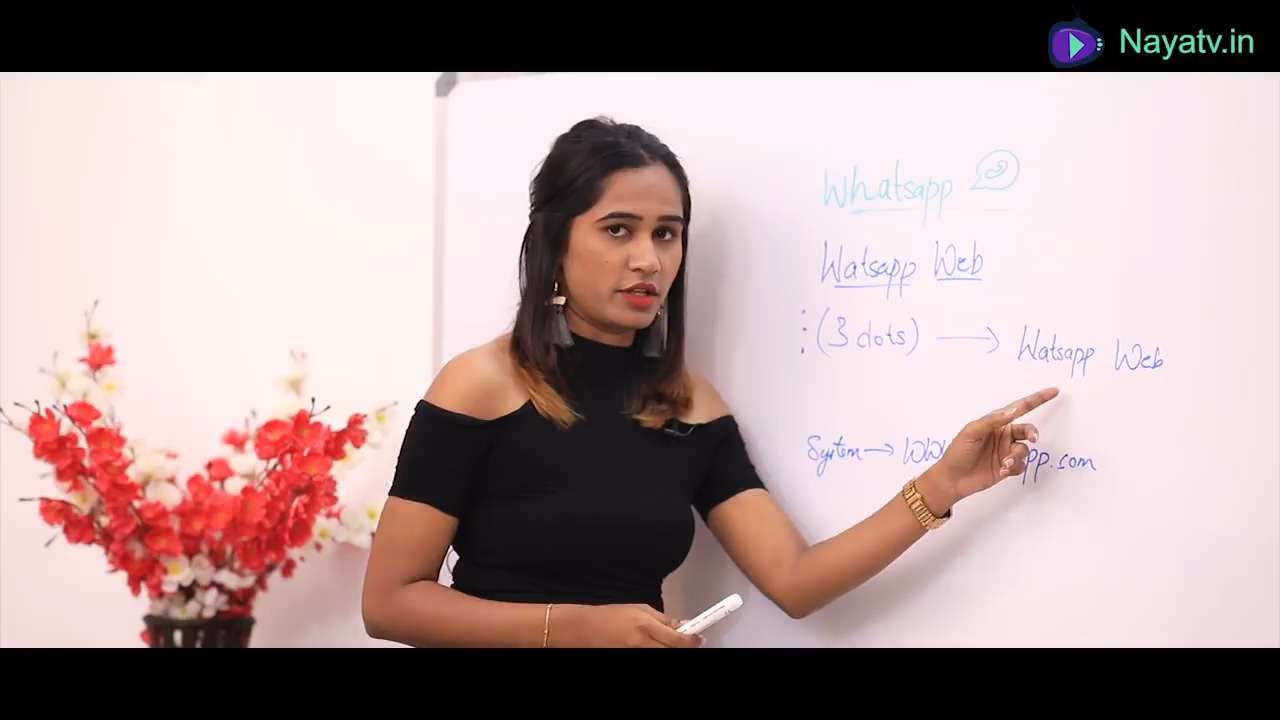 Nayatv.in
Whatsapp
Watsapp Web
(3 dots) → Watsapp Web
System → pp.com